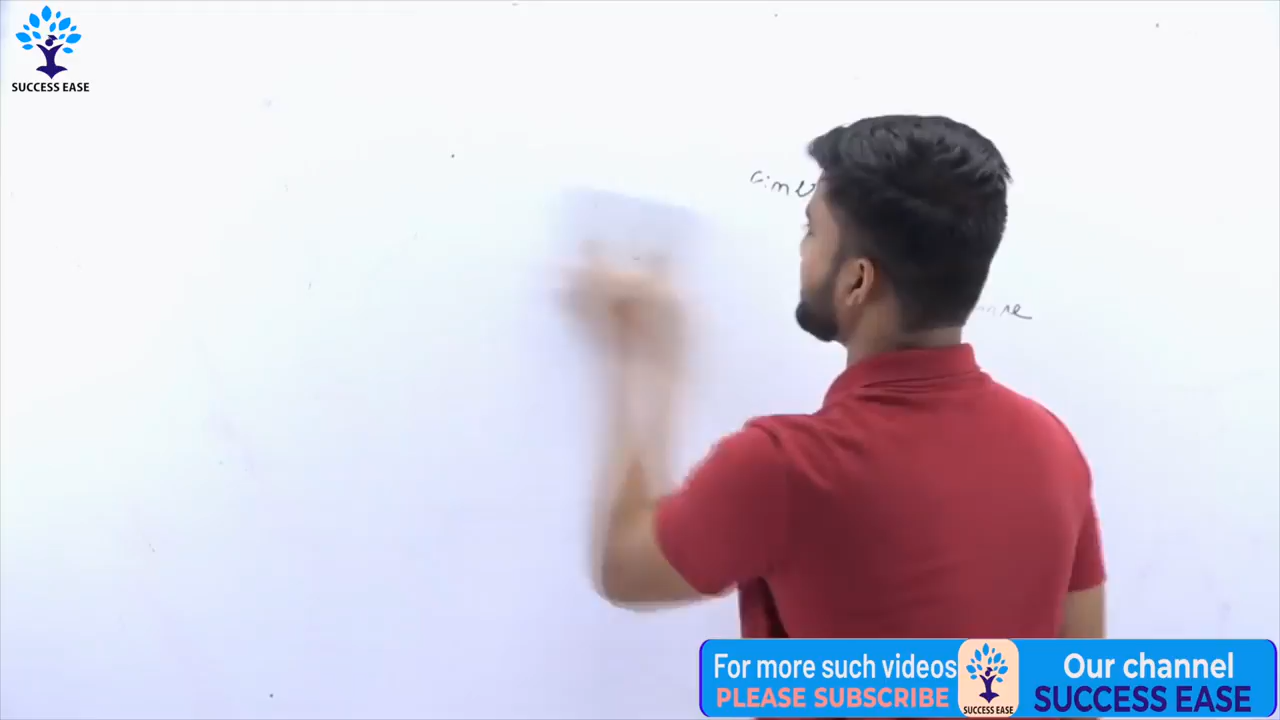 SUCCESS EASE
For more such videos
PLEASE SUBSCRIBE
SUCCESS EASE
Our channel
SUCCESS EASE